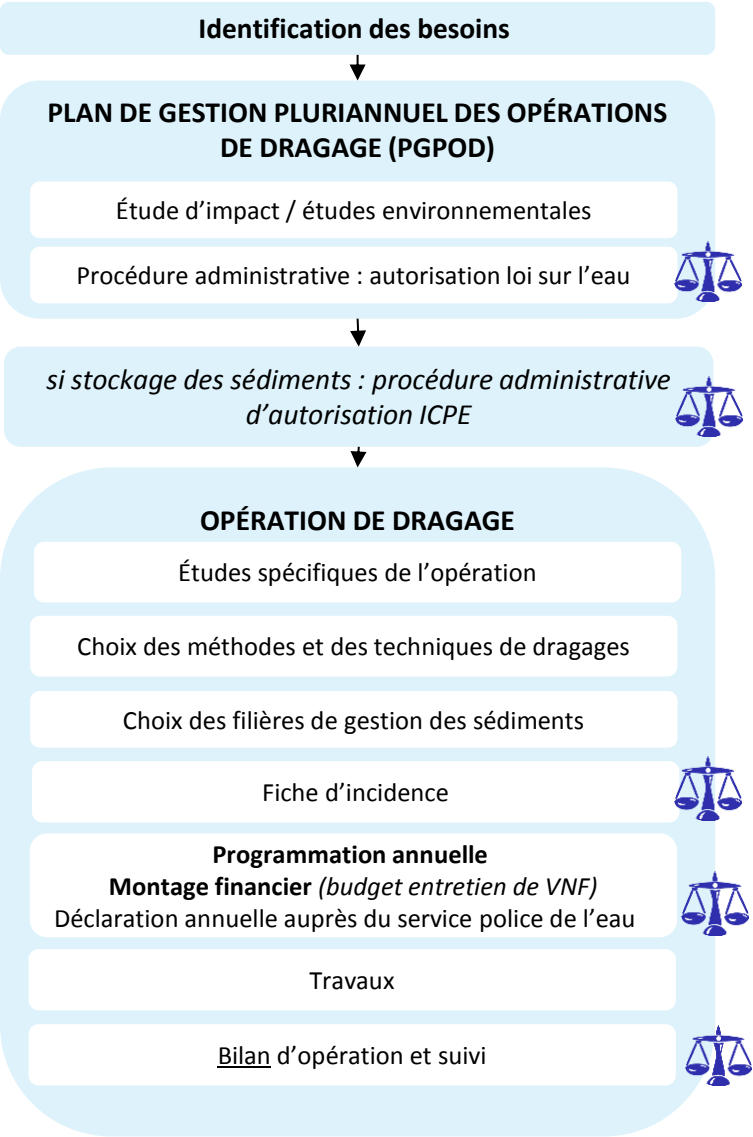 Identification des besoins
PLAN DE GESTION PLURIANNUEL DES OPÉRATIONS
DE DRAGAGE (PGPOD)
Étude d’impact / études environnementales
Procédure administrative : autorisation loi sur l’eau
si stockage des sédiments : procédure administrative
d’autorisation ICPE
OPÉRATION DE DRAGAGE
Études spécifiques de l’opération
Choix des méthodes et des techniques de dragages
Choix des filières de gestion des sédiments
Fiche d’incidence
Programmation annuelle
Montage financier (budget entretien de VNF)
Déclaration annuelle auprès du service police de l’eau
Travaux
Bilan d’opération et suivi